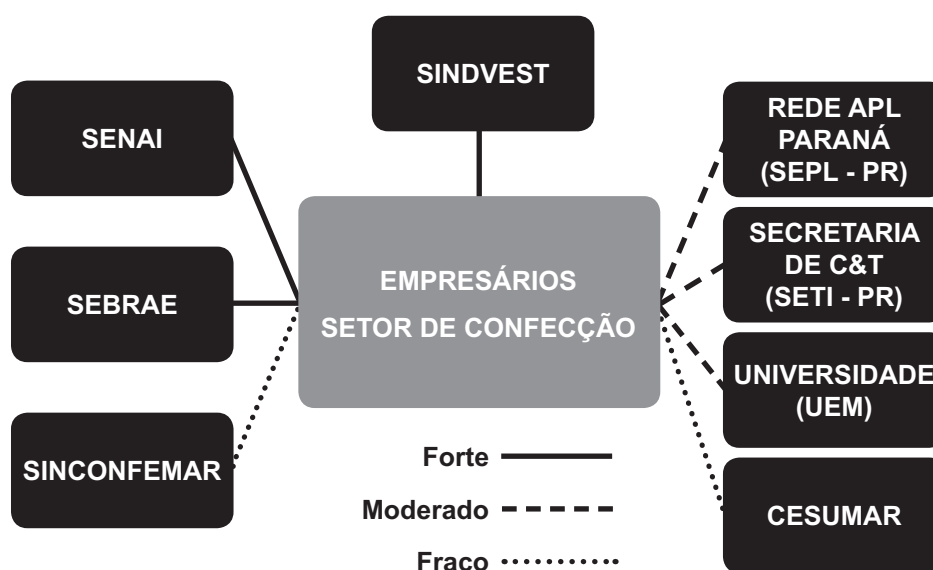 SINDVEST
SENAI
SEBRAE
SINCONFEMAR
EMPRESÁRIOS
SETOR DE CONFECÇÃO
REDE APL
PARANÁ
(SEPL - PR)
SECRETARIA
DE C&T
(SETI - PR)
UNIVERSIDADE
(UEM)
CESUMAR
Forte
Moderado
Fraco